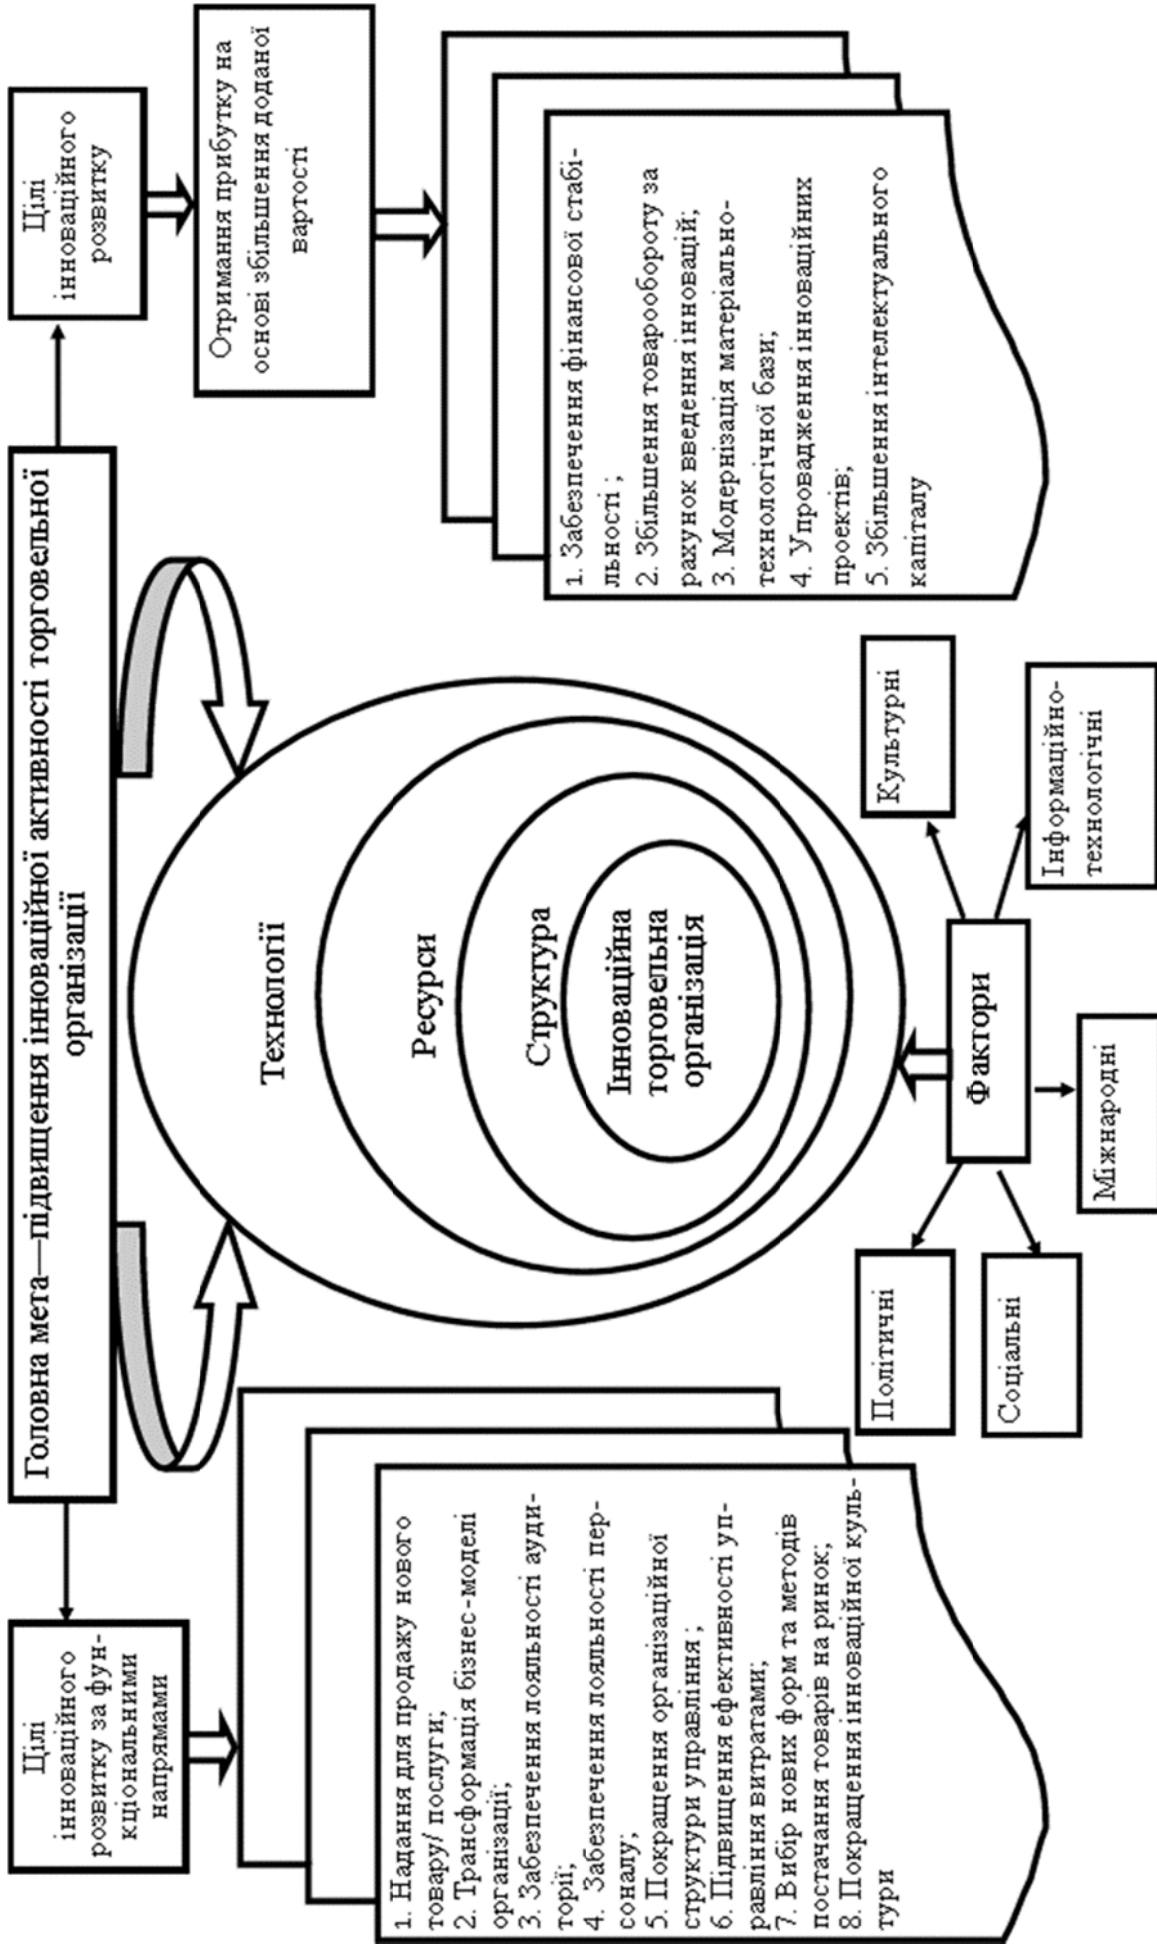 Головна мета—підвищення інноваційної активності торговельної
організації
Цілі
інноваційного
розвитку за фун-
кціональними
напрямами
1. Надання для продажу нового
товару/ послуги;
2. Трансформація бізнес-моделі
організації;
3. Забезпечення лояльності ауди-
торії;
4. Забезпечення лояльності пер-
соналу;
5. Покращення організаційної
структури управління;
6. Підвищення ефективності уп-
равління витратами;
7. Вибір нових форм та методів
постачання товарів на ринок;
8. Покращення інноваційної куль-
тури
Технології
Ресурси
Структура
Інноваційна
торговельна
організація
Фактори
Політичні
Соціальні
Міжнародні
Культурні
Інформаційно-
технологічні
Цілі
інноваційного
розвитку
Отримання прибутку на
основі збільшення доданої
вартості
1. Забезпечення фінансової стабі-
льності ;
2. Збільшення товарообороту за
рахунок введення інновацій;
3. Модернізація матеріально-
технологічної бази;
4. Упровадження інноваційних
проектів;
5. Збільшення інтелектуального
капіталу